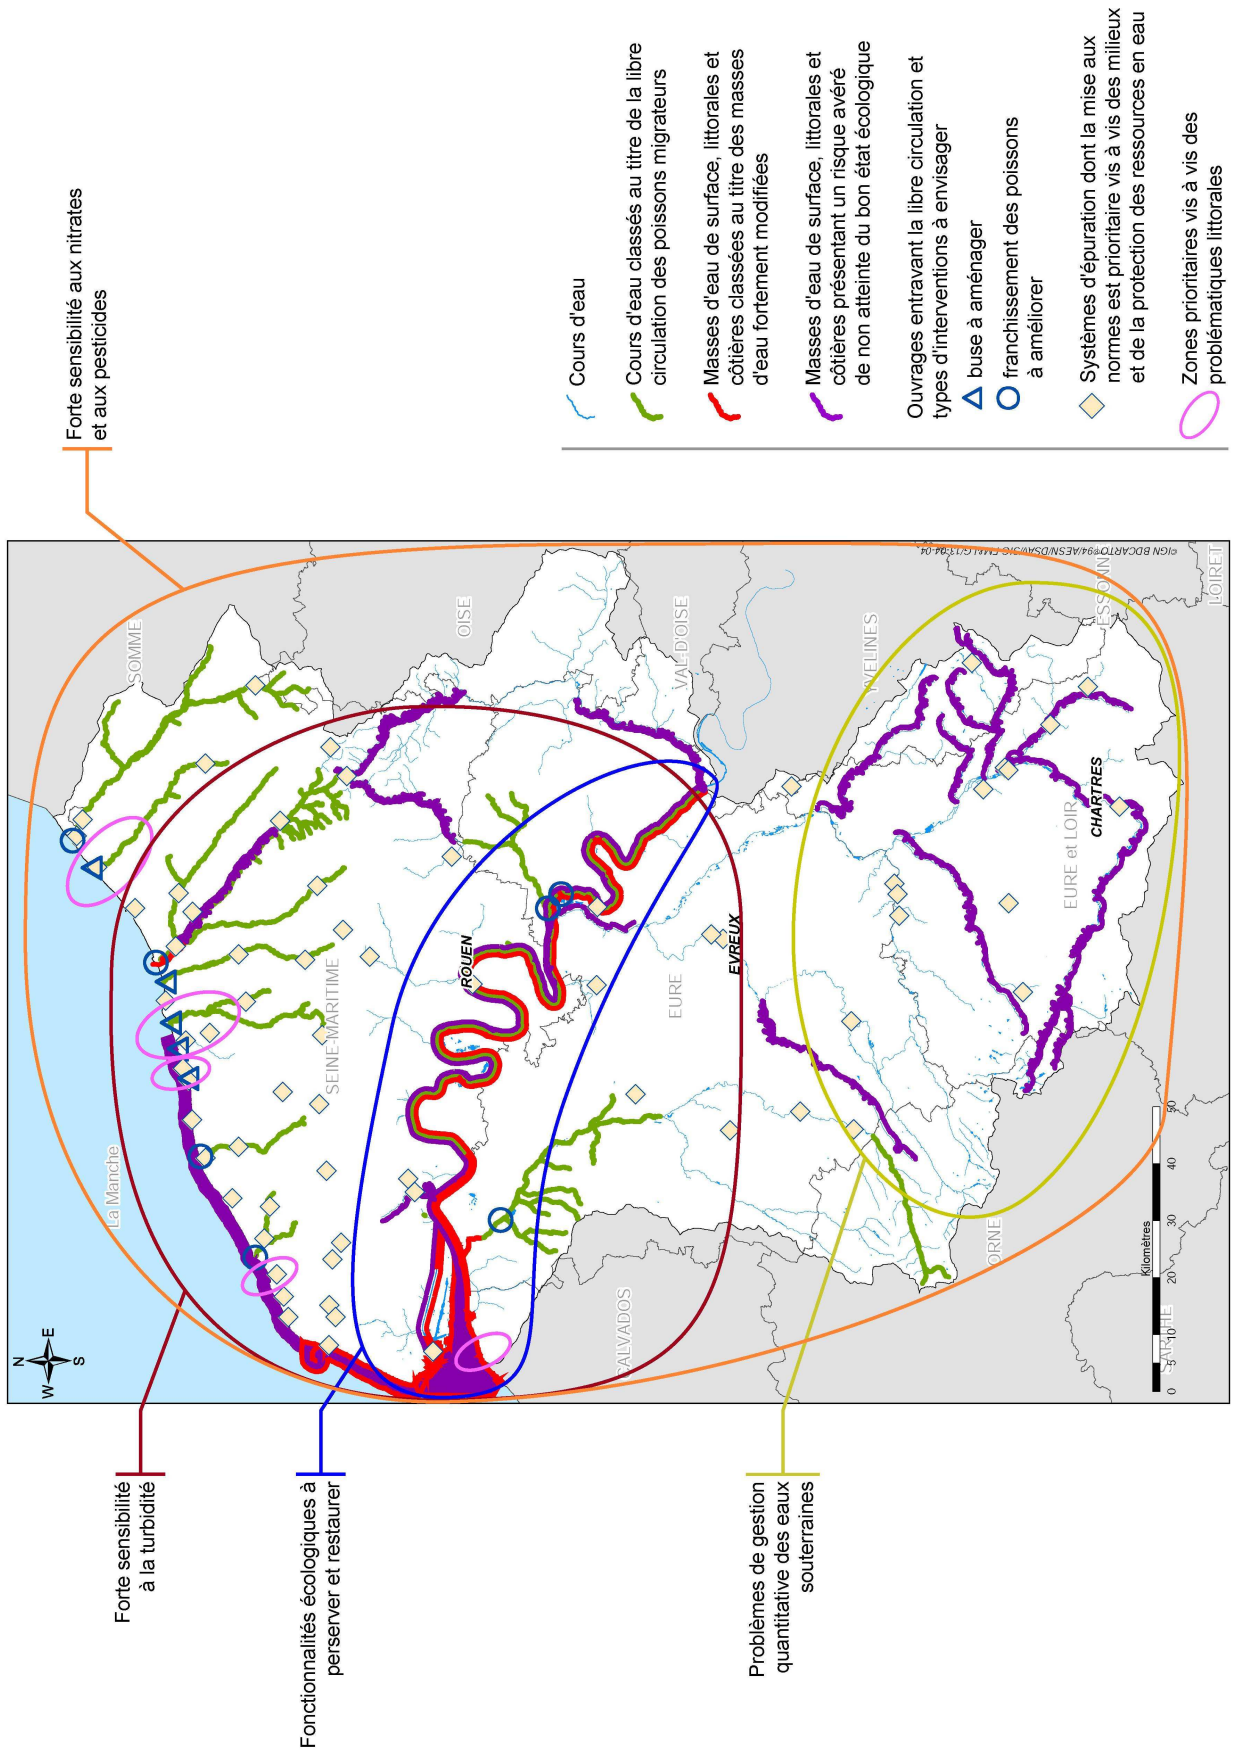 Forte sensibilité aux nitrates
et aux pesticides
Forte sensibilité
à la turbidité
Fonctionnalités écologiques à
perserver et restaurer
Problèmes de gestion
quantitative des eaux
souterraines
N
W
E
S
La Manche
SOMME
OISE
SEINE-MARITIME
ROUEN
VAL-D'OISE
EURE
EVREUX
CALVADOS
YVELINES
EURE et LOIR
CHARTRES
ORNE
ESSONN
LOIRET
SARTHE
Kilomètres
0 5 10 20 30 40 50
Cours d'eau
Cours d'eau classés au titre de la libre
circulation des poissons migrateurs
Masses d'eau de surface, littorales et
côtières classées au titre des masses
d'eau fortement modifiées
Masses d'eau de surface, littorales et
côtières présentant un risque avéré
de non atteinte du bon état écologique
Ouvrages entravant la libre circulation et
types d'interventions à envisager
buse à aménager
franchissement des poissons
à améliorer
Systèmes d'épuration dont la mise aux
normes est prioritaire vis à vis des milieux
et de la protection des ressources en eau
Zones prioritaires vis à vis des
problématiques littorales